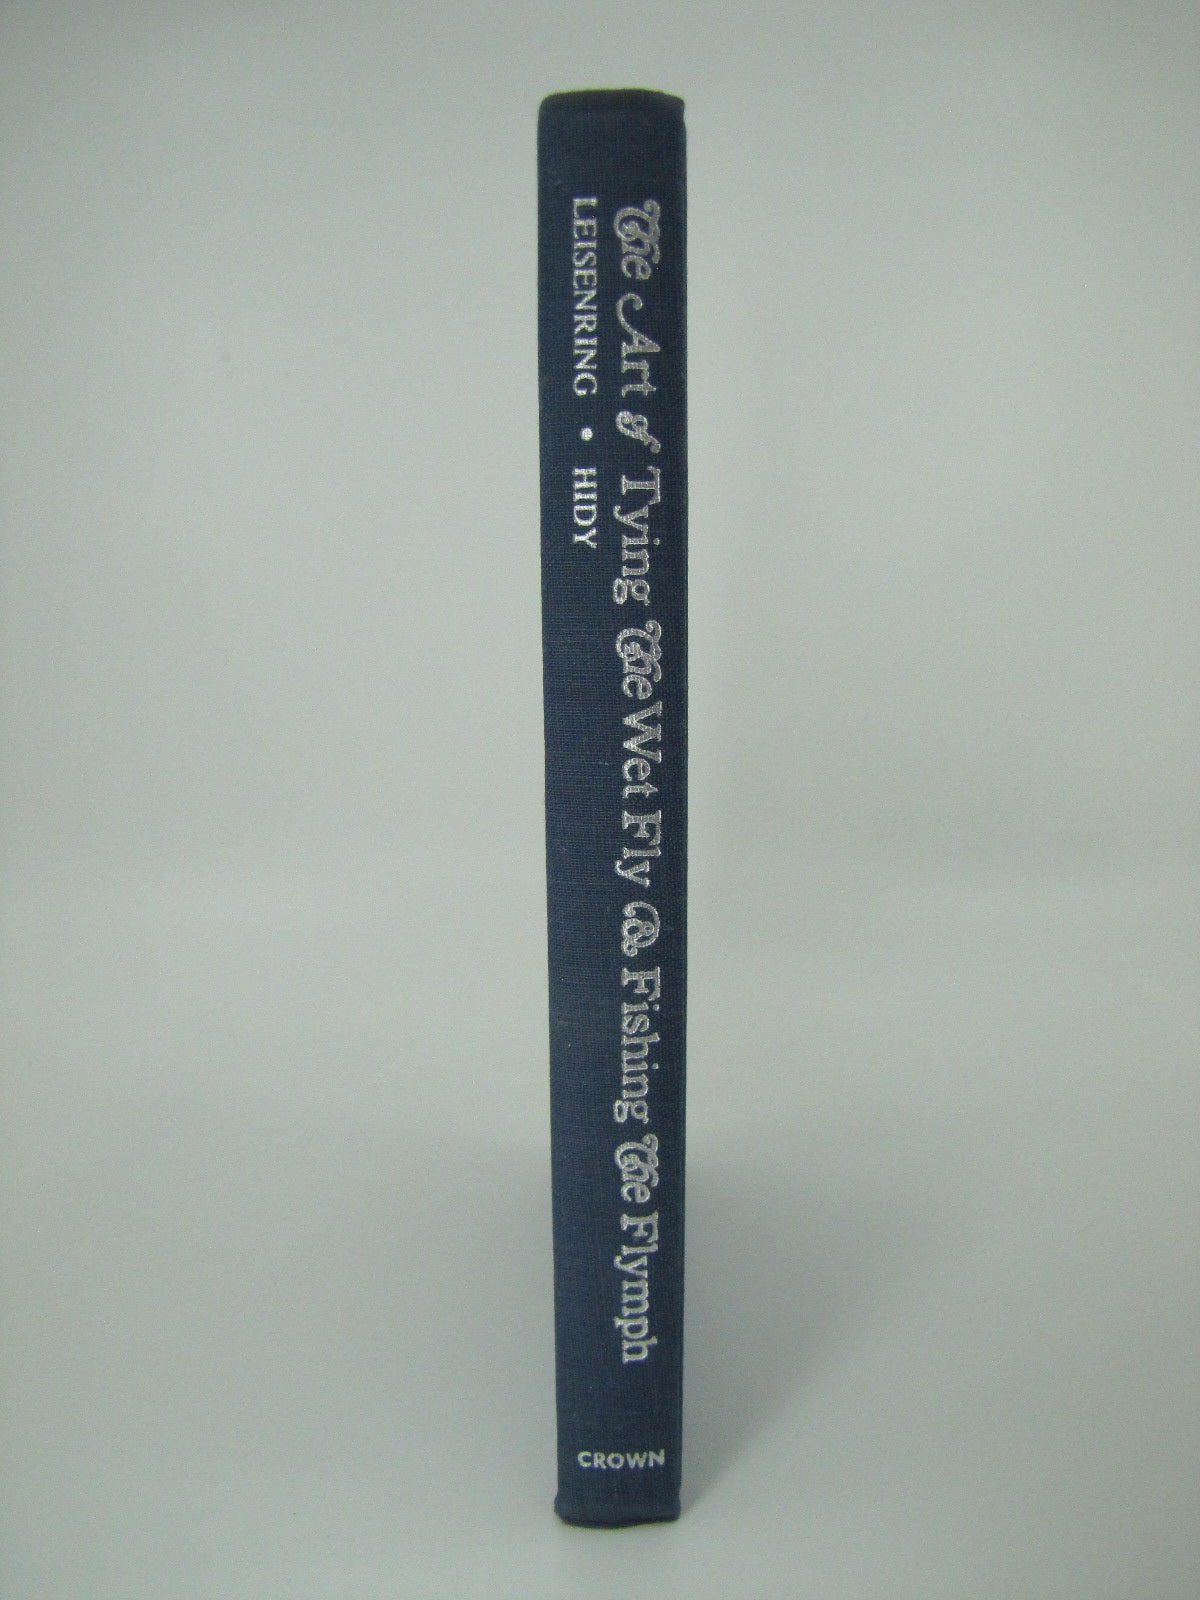 The Art of Tying The Wet Fly & Fishing The Flymph
LEISENRING • HIDY
CROWN